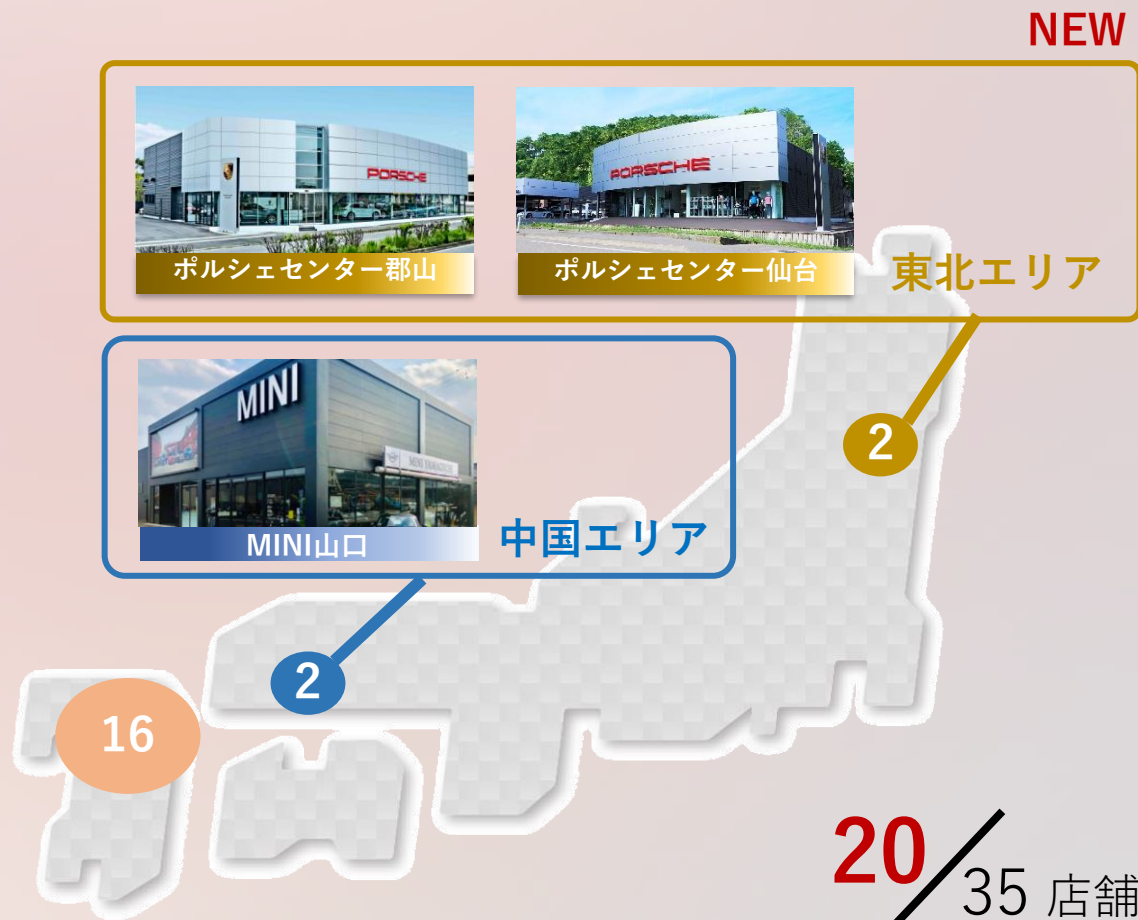 NEW
PORSCHE
PORSCHE
ポルシェセンター郡山
ポルシェセンター仙台
東北エリア
2
MINI
MINI YAMAGUCHI
MINI山口
中国エリア
2
16
20/35 店舗